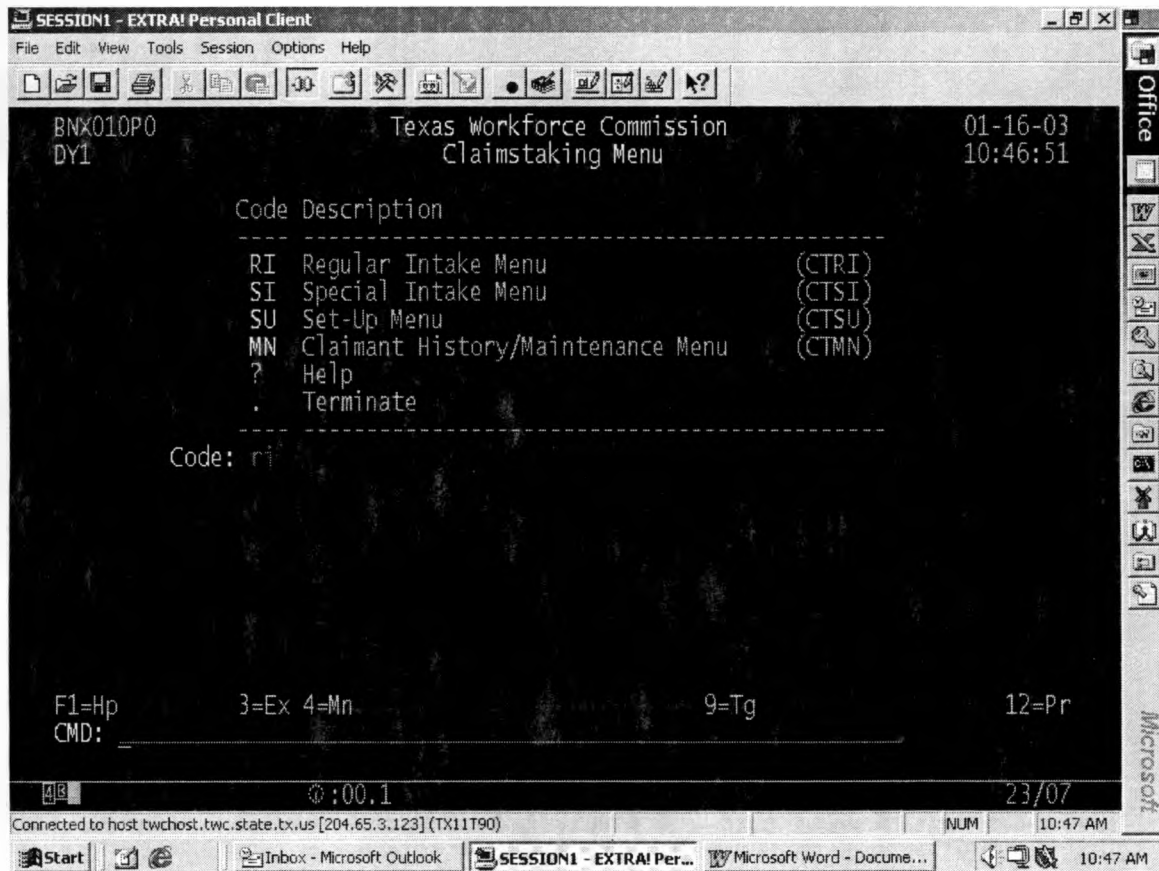 SESSION1 - EXTRA! Personal Client
File Edit View Tools Session Options Help
Office
BNX010P0 Texas Workforce Commission 01-16-03
DY1 Claimstaking Menu 10:46:51
Code Description
---- ------------------------------------------
RI Regular Intake Menu (CTRI)
SI Special Intake Menu (CTSI)
SU Set-Up Menu (CTSU)
MN Claimant History/Maintenance Menu (CTMN)
? Help
. Terminate
---- ------------------------------------------
Code: ri
F1=Hp 3=Ex 4=Mn 9=Tg 12=Pr
CMD: _
Microsoft
4B :00.1 23/07
Connected to host twchost.twc.state.tx.us [204.65.3.123] (TX11T90) NUM 10:47 AM
Start Inbox - Microsoft Outlook SESSION1 - EXTRA! Per... Microsoft Word - Docume... 10:47 AM